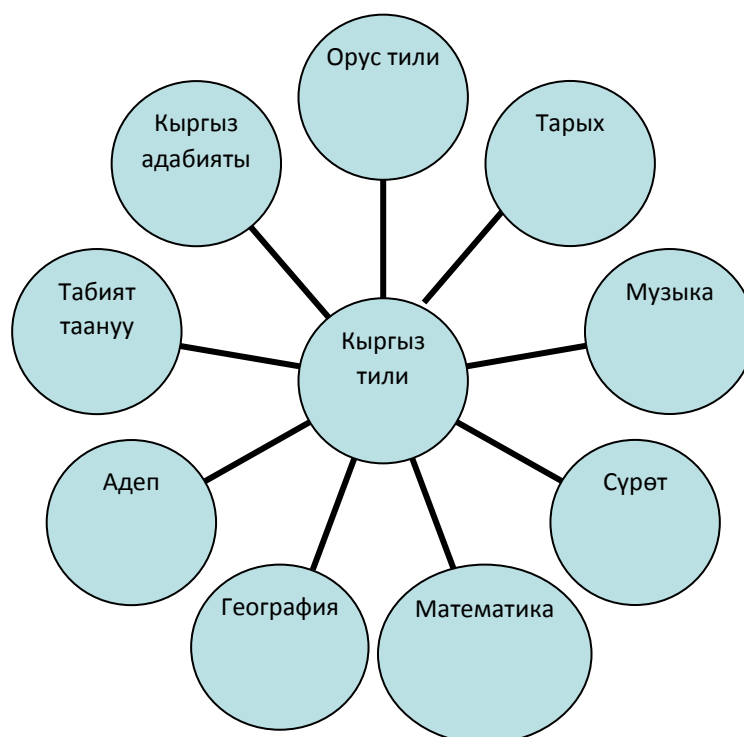 Орус тили
Кыргыз
адабияты
Тарых
Табият
таануу
Музыка
Кыргыз
тили
Адеп
Сүрөт
География
Математика